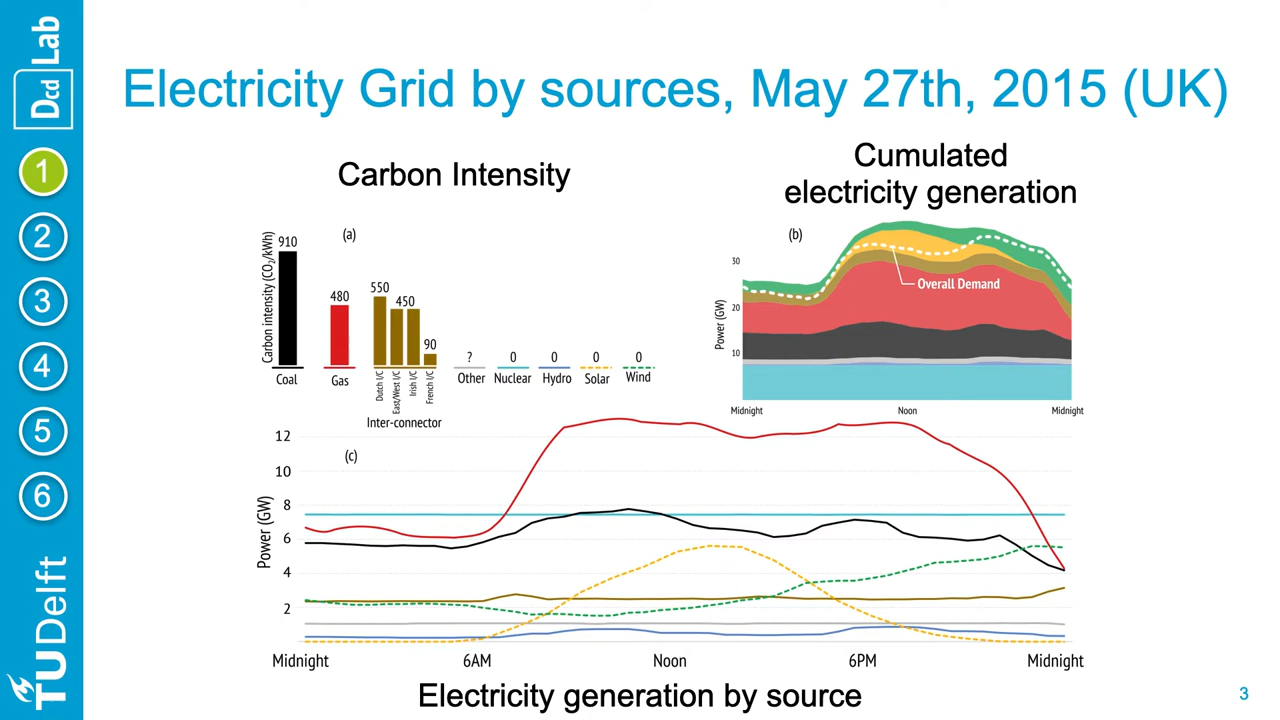 Dcd Lab
1
2
3
4
5
6
TUDelft
Electricity Grid by sources, May 27th, 2015 (UK)
Carbon Intensity
Carbon intensity (CO2/kWh)
(a)
910
480
550
450
90
?
0
0
0
0
Coal
Gas
Dutch I/C
East/West I/C
Irish I/C
French I/C
Inter-connector
Other
Nuclear
Hydro
Solar
Wind
Cumulated
electricity generation
(b)
Power (GW)
30
20
10
Overall Demand
Midnight
Noon
Midnight
(c)
Power (GW)
12
10
8
6
4
2
Midnight
6AM
Noon
6PM
Midnight
Electricity generation by source
3